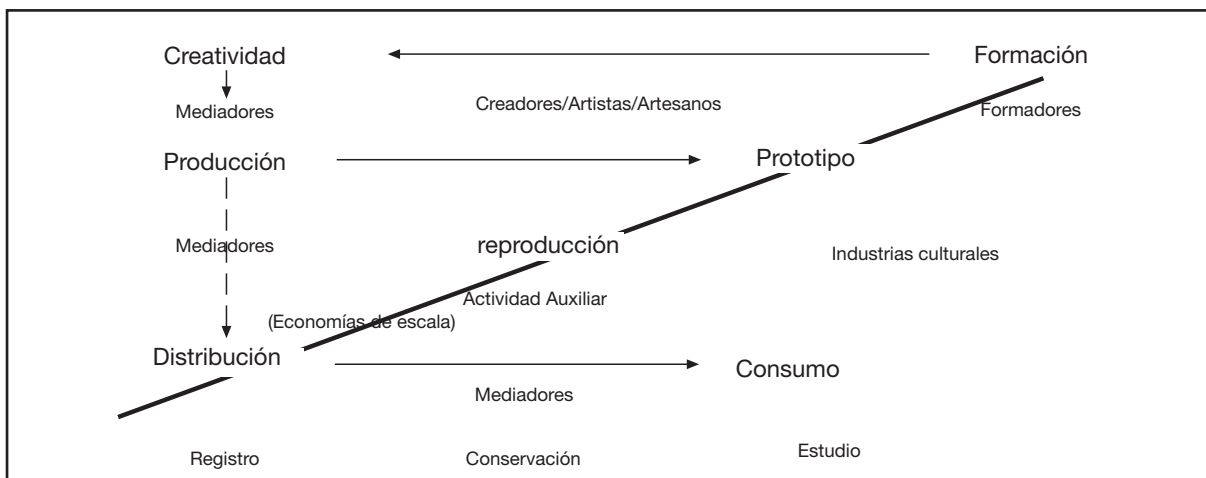 Creatividad
Formación
Mediadores
Creadores/Artistas/Artesanos
Formadores
Producción
Prototipo
Mediadores
reproducción
Industrias culturales
Actividad Auxiliar
(Economías de escala)
Distribución
Consumo
Mediadores
Registro
Conservación
Estudio